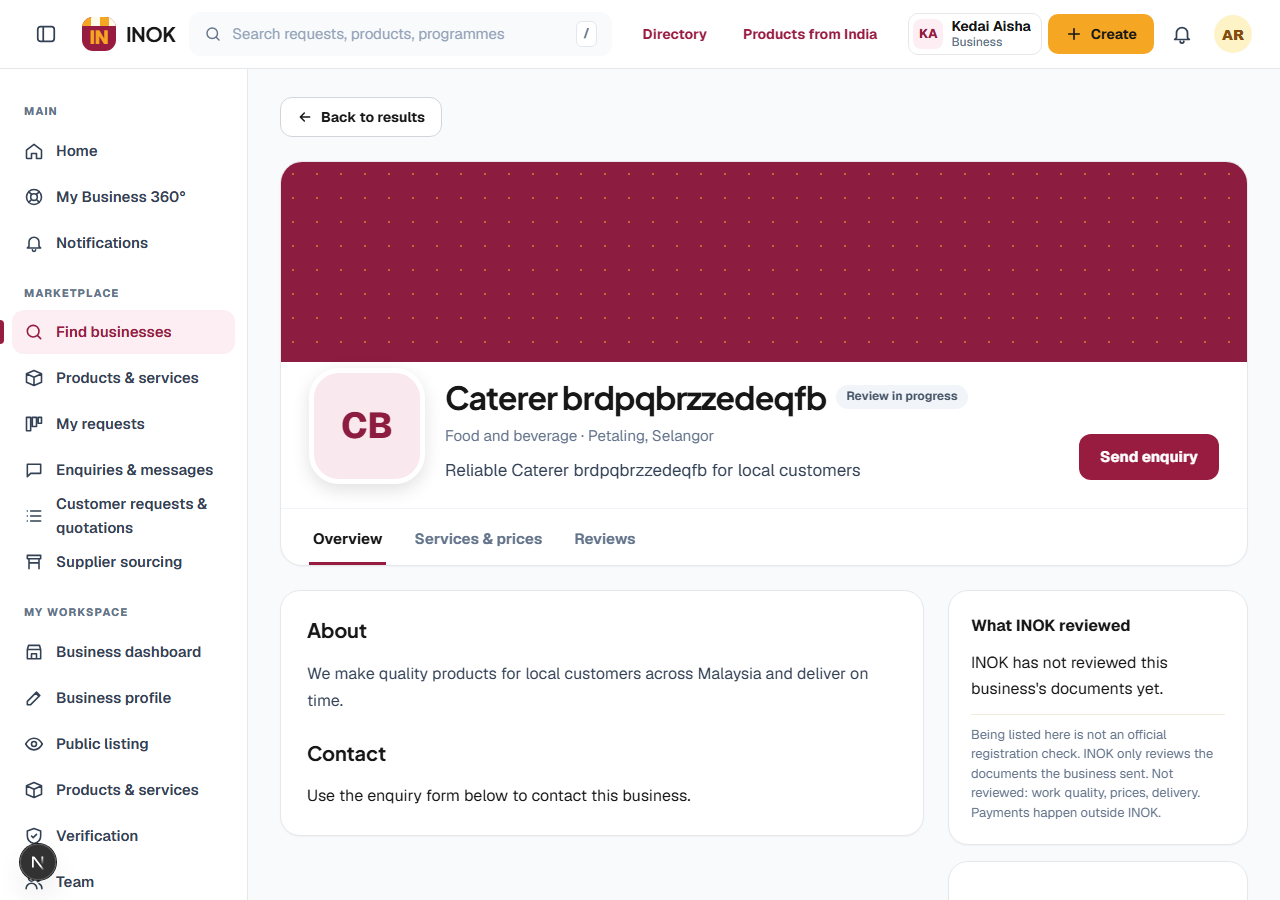 IN INOK
Search requests, products, programmes
/
Directory
Products from India
KA
Kedai Aisha
Business
Create
AR
MAIN
Home
My Business 360°
Notifications
MARKETPLACE
Find businesses
Products & services
My requests
Enquiries & messages
Customer requests &
quotations
Supplier sourcing
MY WORKSPACE
Business dashboard
Business profile
Public listing
Products & services
Verification
N
Team
Back to results
CB
Caterer brdpqbrzzedeqfb
Review in progress
Food and beverage · Petaling, Selangor
Reliable Caterer brdpqbrzzedeqfb for local customers
Send enquiry
Overview
Services & prices
Reviews
About
We make quality products for local customers across Malaysia and deliver on
time.
Contact
Use the enquiry form below to contact this business.
What INOK reviewed
INOK has not reviewed this
business's documents yet.
Being listed here is not an official
registration check. INOK only reviews the
documents the business sent. Not
reviewed: work quality, prices, delivery.
Payments happen outside INOK.